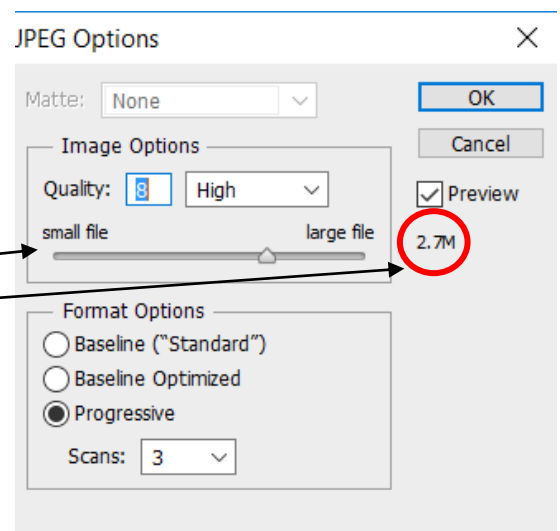 JPEG Options
Matte: None
OK
Image Options
Cancel
Quality: 8 High
Preview
small file large file
2.7M
Format Options
Baseline ("Standard")
Baseline Optimized
Progressive
Scans: 3